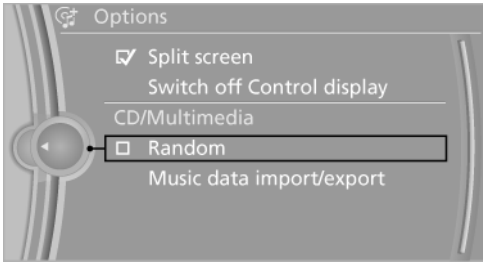 Options
Split screen
Switch off Control display
CD/Multimedia
Random
Music data import/export